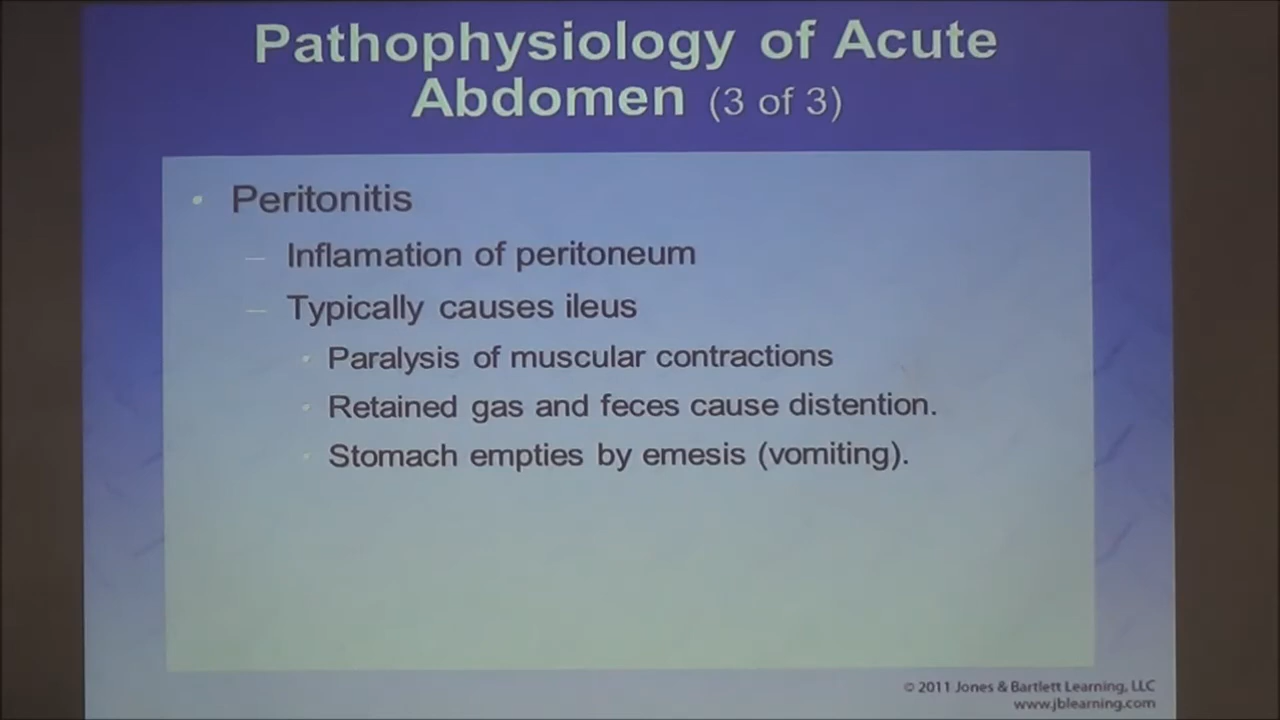 Pathophysiology of Acute
Abdomen (3 of 3)
• Peritonitis
– Inflamation of peritoneum
– Typically causes ileus
• Paralysis of muscular contractions
• Retained gas and feces cause distention.
• Stomach empties by emesis (vomiting).
© 2011 Jones & Bartlett Learning, LLC
www.jblearning.com